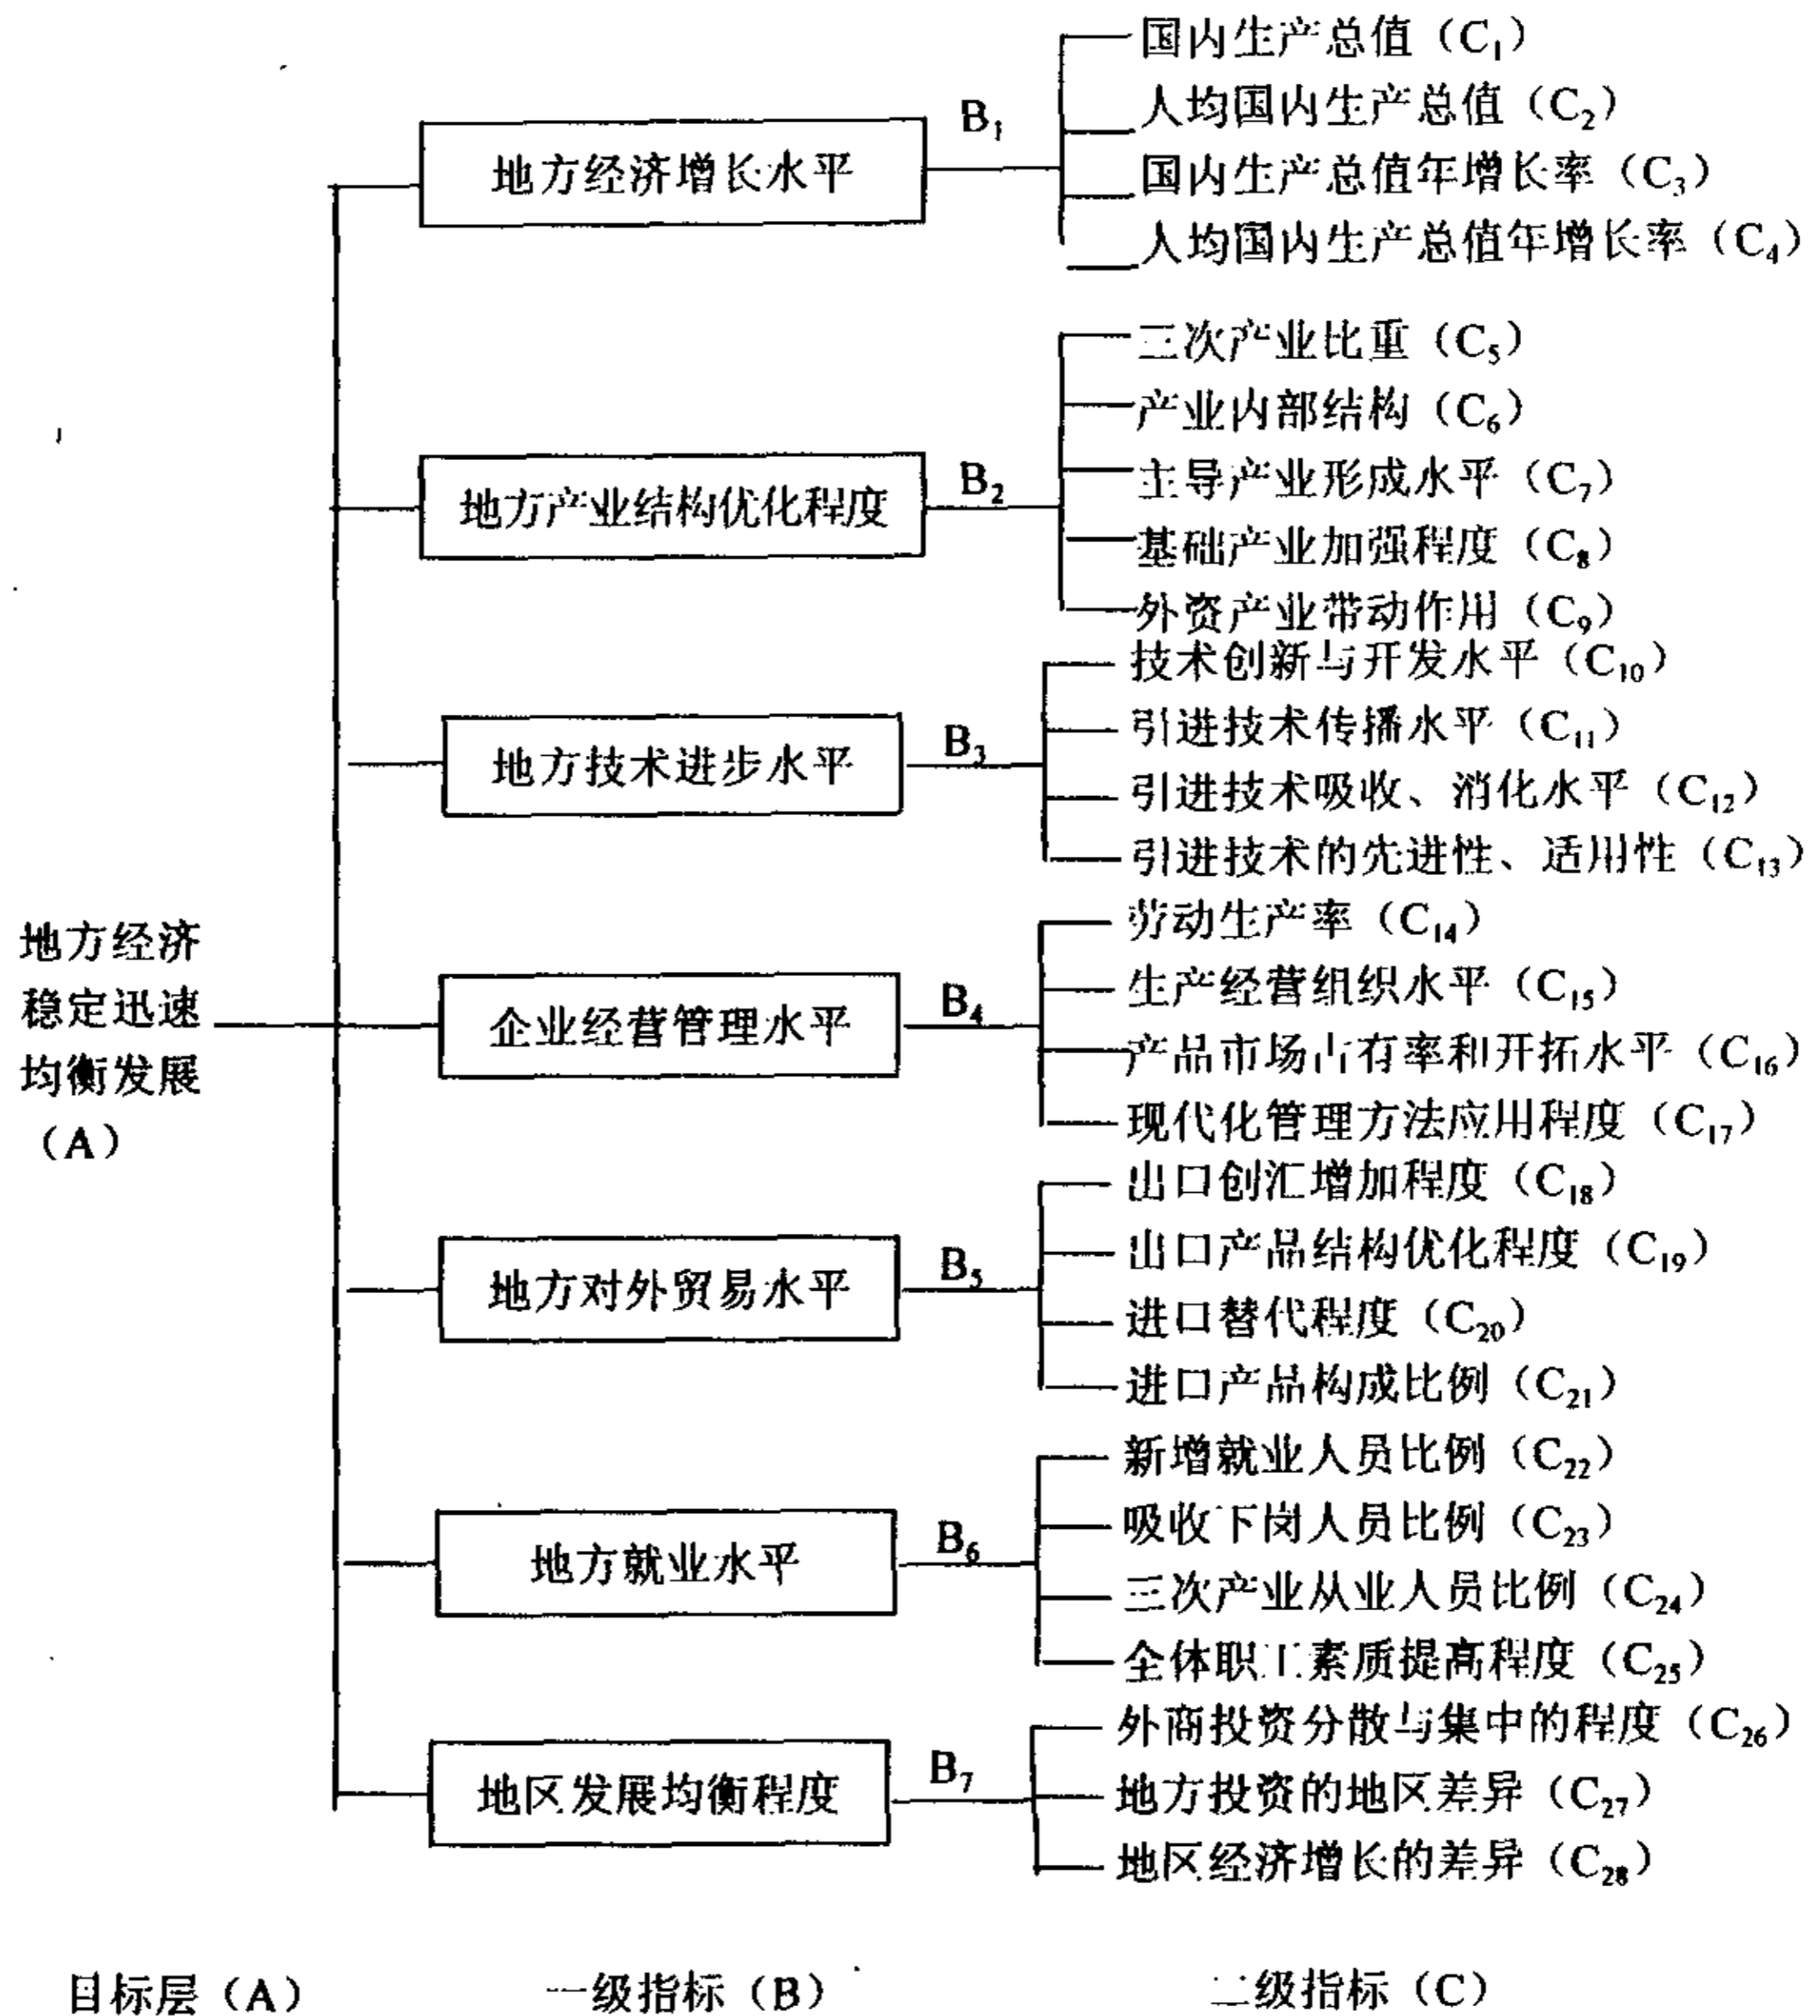 地方经济
稳定迅速
均衡发展
（A）
地方经济增长水平
B₁
国内生产总值（C₁）
人均国内生产总值（C₂）
国内生产总值年增长率（C₃）
人均国内生产总值年增长率（C₄）
地方产业结构优化程度
B₂
三次产业比重（C₅）
产业内部结构（C₆）
主导产业形成水平（C₇）
基础产业加强程度（C₈）
外资产业带动作用（C₉）
地方技术进步水平
B₃
技术创新与开发水平（C₁₀）
引进技术传播水平（C₁₁）
引进技术吸收、消化水平（C₁₂）
引进技术的先进性、适用性（C₁₃）
企业经营管理水平
B₄
劳动生产率（C₁₄）
生产经营组织水平（C₁₅）
产品市场占有率和开拓水平（C₁₆）
现代化管理方法应用程度（C₁₇）
地方对外贸易水平
B₅
出口创汇增加程度（C₁₈）
出口产品结构优化程度（C₁₉）
进口替代程度（C₂₀）
进口产品构成比例（C₂₁）
地方就业水平
B₆
新增就业人员比例（C₂₂）
吸收下岗人员比例（C₂₃）
三次产业从业人员比例（C₂₄）
全体职工素质提高程度（C₂₅）
地区发展均衡程度
B₇
外商投资分散与集中的程度（C₂₆）
地方投资的地区差异（C₂₇）
地区经济增长的差异（C₂₈）
目标层（A） 一级指标（B） 二级指标（C）